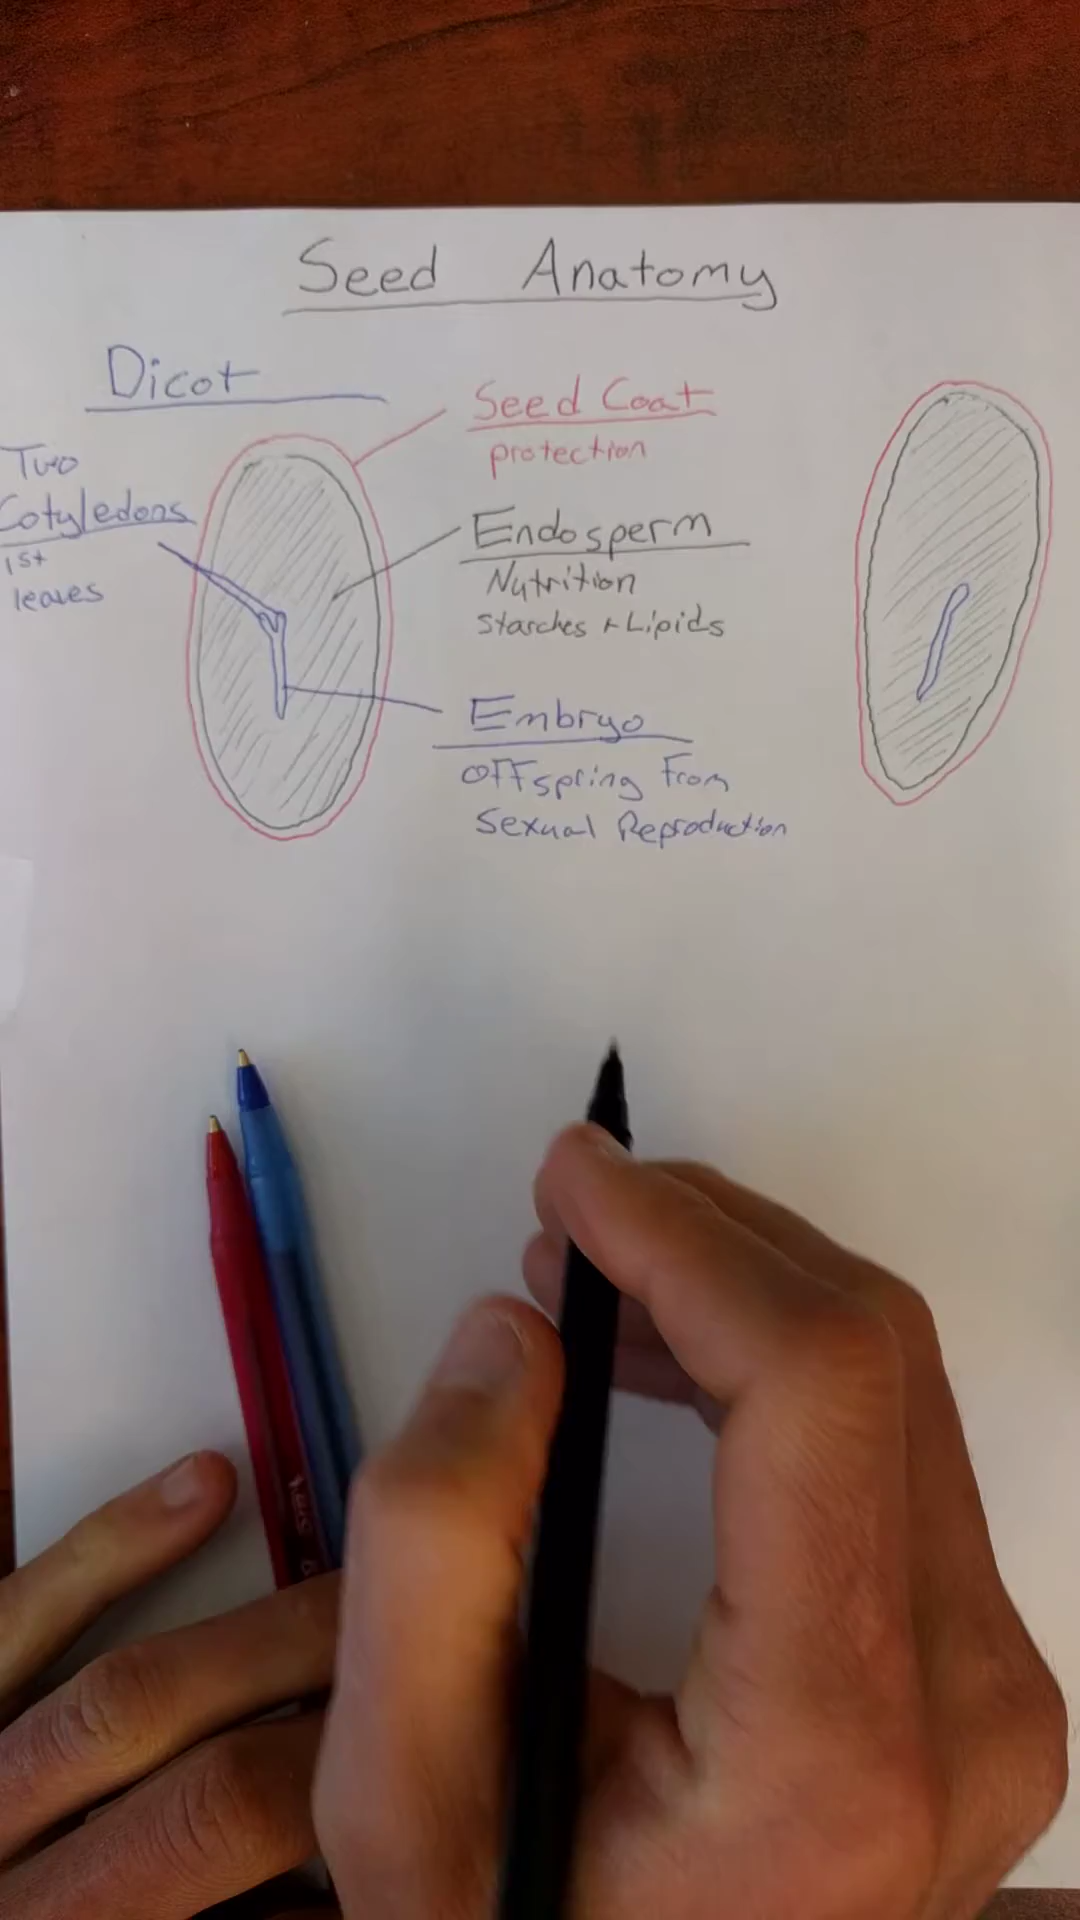 Seed Anatomy
Dicot
Two
Cotyledons
1st
leaves
Seed Coat
protection
Endosperm
Nutrition
Starches + Lipids
Embryo
Offspring From
Sexual Reproduction